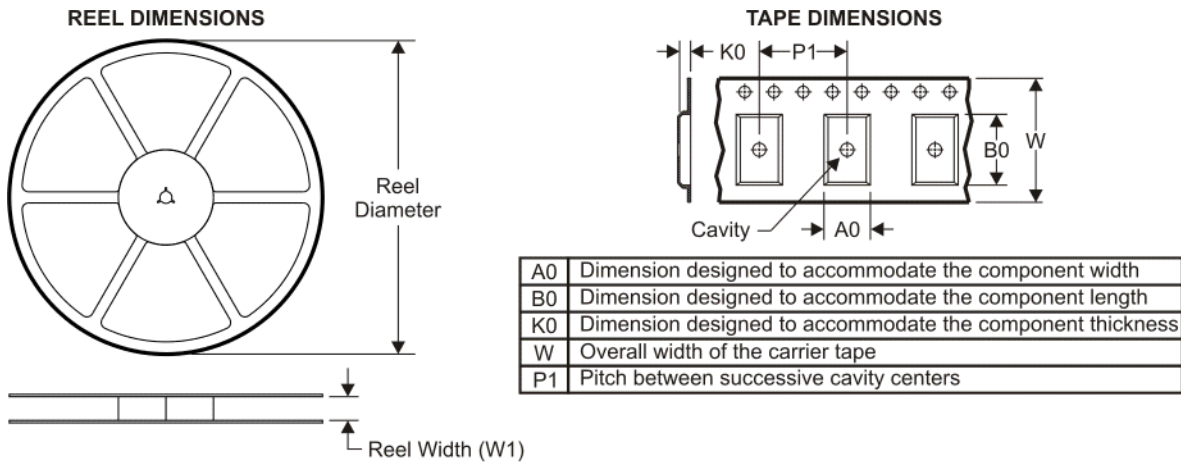 REEL DIMENSIONS
Reel
Diameter
Reel Width (W1)
TAPE DIMENSIONS
K0
P1
B0
W
Cavity
A0
A0 Dimension designed to accommodate the component width
B0 Dimension designed to accommodate the component length
K0 Dimension designed to accommodate the component thickness
W Overall width of the carrier tape
P1 Pitch between successive cavity centers